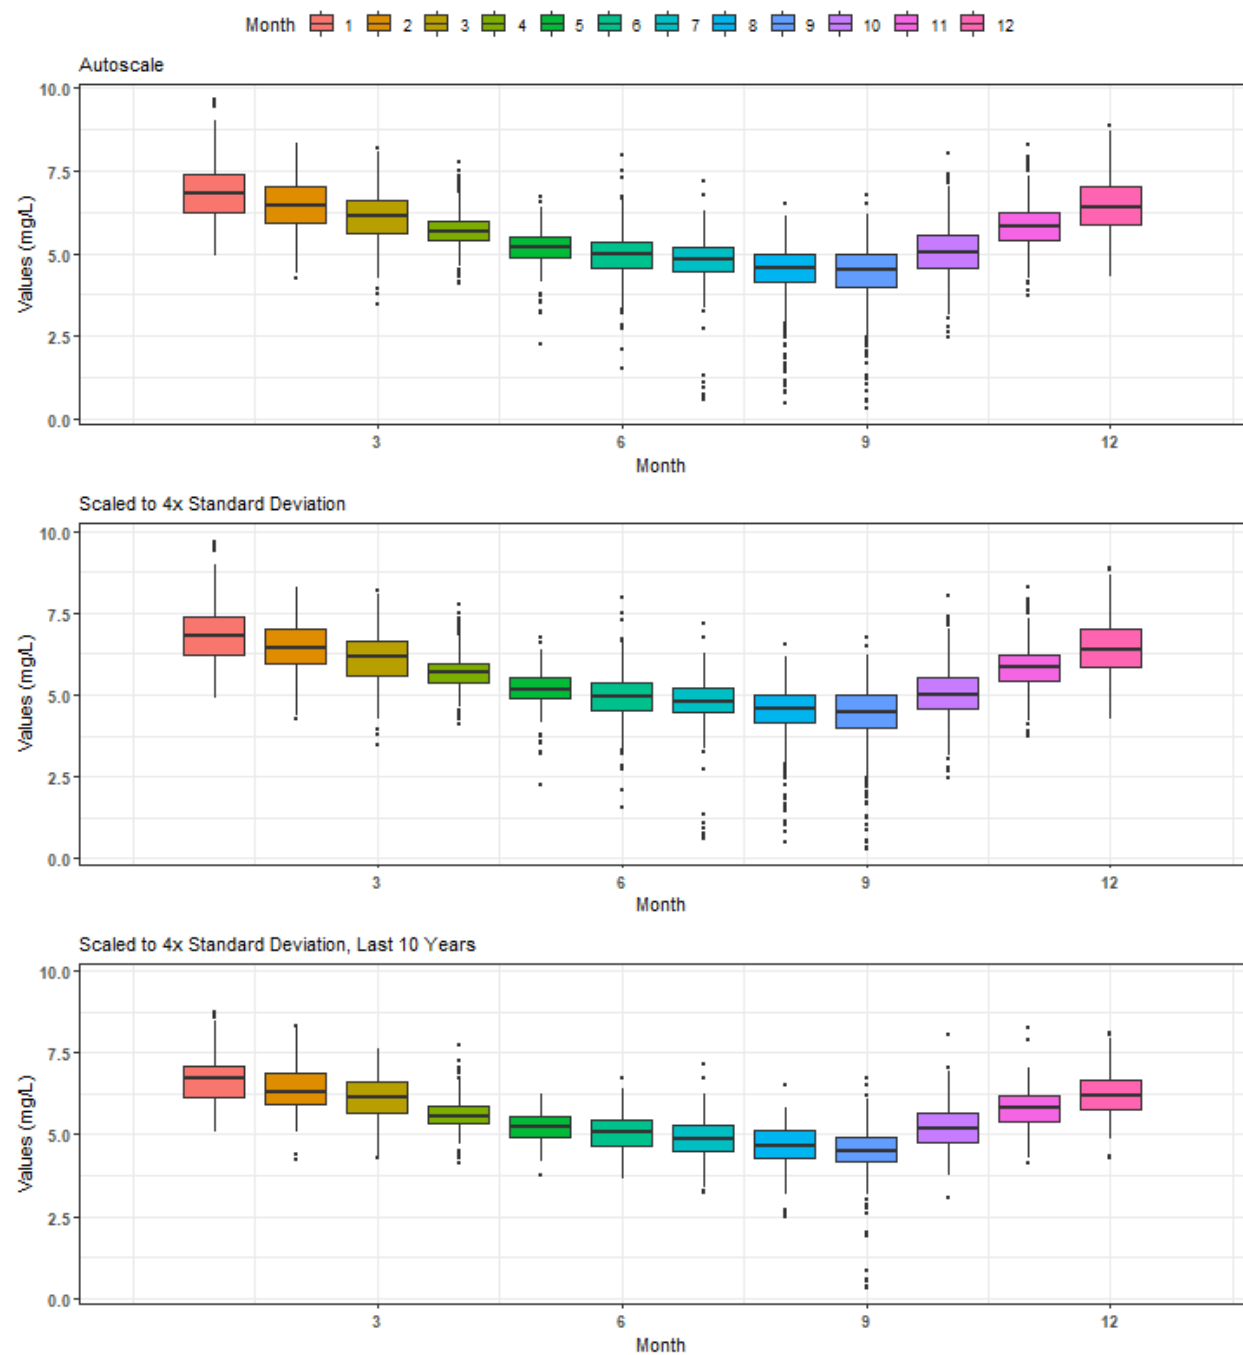 Month 1 2 3 4 5 6 7 8 9 10 11 12
Autoscale
10.0
7.5
5.0
2.5
0.0
Values (mg/L)
3 6 9 12
Month
Scaled to 4x Standard Deviation
10.0
7.5
5.0
2.5
0.0
Values (mg/L)
3 6 9 12
Month
Scaled to 4x Standard Deviation, Last 10 Years
10.0
7.5
5.0
2.5
0.0
Values (mg/L)
3 6 9 12
Month